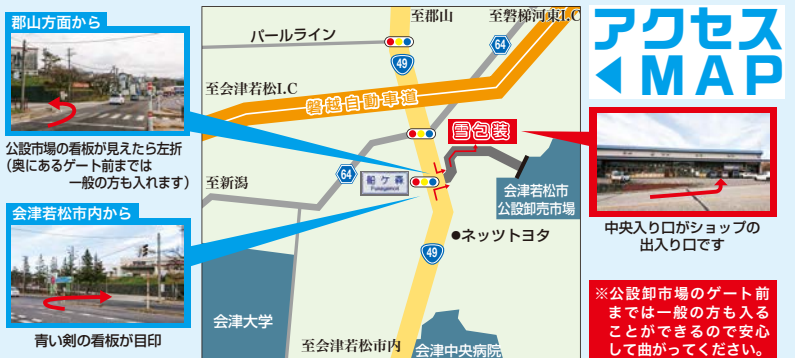 郡山方面から
公設市場の看板が見えたら左折
(奥にあるゲート前までは
一般の方も入れます)
会津若松市内から
青い剣の看板が目印
至郡山
至磐梯河東I.C
パールライン
64
49
至会津若松I.C
磐越自動車道
雪包装
64
船ケ森
Funagamori
至新潟
会津若松市
公設卸売市場
●ネッツトヨタ
49
会津大学
至会津若松市内
会津中央病院
アクセス
◀MAP
中央入り口がショップの
出入り口です
※公設卸市場のゲート前
までは一般の方も入る
ことができるので安心
して曲がってください。